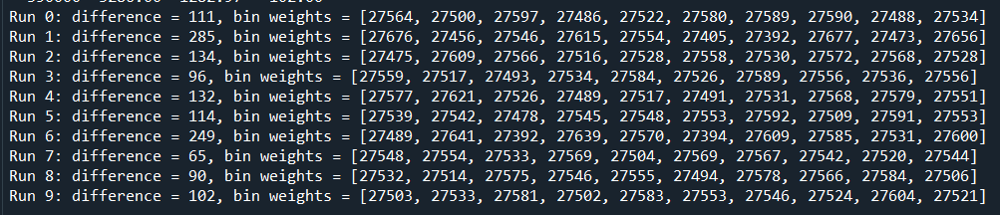 Run 0: difference = 111, bin weights = [27564, 27500, 27597, 27486, 27522, 27580, 27589, 27590, 27488, 27534]
Run 1: difference = 285, bin weights = [27676, 27456, 27546, 27615, 27554, 27405, 27392, 27677, 27473, 27656]
Run 2: difference = 134, bin weights = [27475, 27609, 27566, 27516, 27528, 27558, 27530, 27572, 27568, 27528]
Run 3: difference = 96, bin weights = [27559, 27517, 27493, 27534, 27584, 27526, 27589, 27556, 27536, 27556]
Run 4: difference = 132, bin weights = [27577, 27621, 27526, 27489, 27517, 27491, 27531, 27568, 27579, 27551]
Run 5: difference = 114, bin weights = [27539, 27542, 27478, 27545, 27548, 27553, 27592, 27509, 27591, 27553]
Run 6: difference = 249, bin weights = [27489, 27641, 27392, 27639, 27570, 27394, 27609, 27585, 27531, 27600]
Run 7: difference = 65, bin weights = [27548, 27554, 27533, 27569, 27504, 27569, 27567, 27542, 27520, 27544]
Run 8: difference = 90, bin weights = [27532, 27514, 27575, 27546, 27555, 27494, 27578, 27566, 27584, 27506]
Run 9: difference = 102, bin weights = [27503, 27533, 27581, 27502, 27583, 27553, 27546, 27524, 27604, 27521]